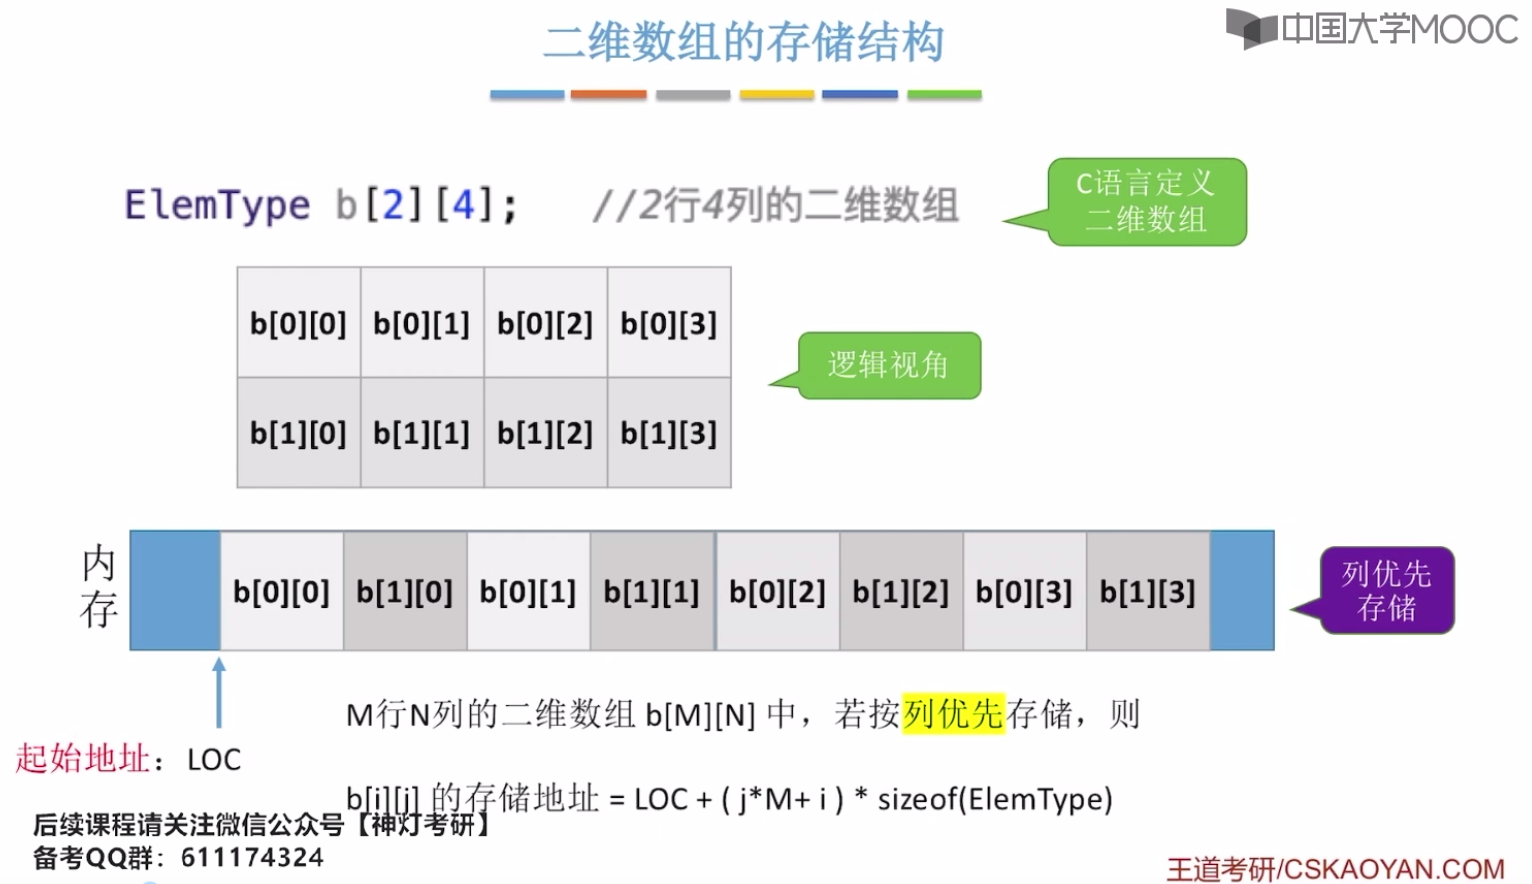 二维数组的存储结构
中国大学MOOC
ElemType b[2][4]; //2行4列的二维数组
C语言定义
二维数组
b[0][0] b[0][1] b[0][2] b[0][3]
b[1][0] b[1][1] b[1][2] b[1][3]
逻辑视角
内
存
b[0][0] b[1][0] b[0][1] b[1][1] b[0][2] b[1][2] b[0][3] b[1][3]
列优先
存储
起始地址：LOC
M行N列的二维数组 b[M][N] 中，若按列优先存储，则
b[i][j] 的存储地址 = LOC + ( j*M+ i ) * sizeof(ElemType)
后续课程请关注微信公众号【神灯考研】
备考QQ群：611174324
王道考研/CSKAOYAN.COM